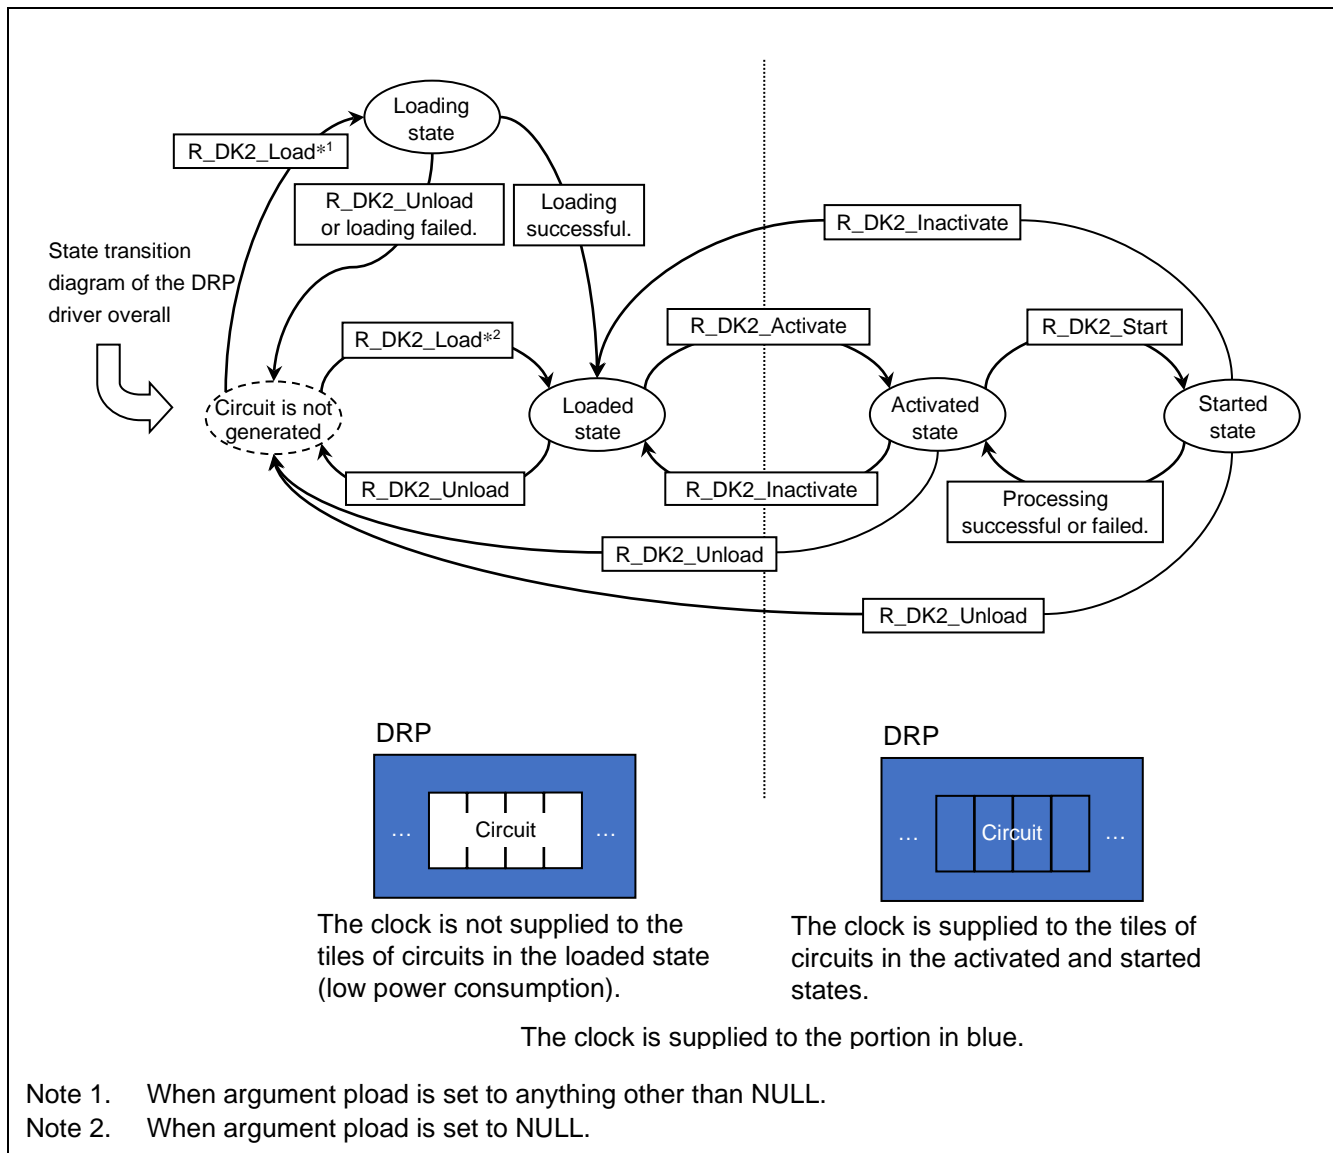 Loading
state
R_DK2_Load*1
R_DK2_Unload
or loading failed.
Loading
successful.
R_DK2_Inactivate
State transition
diagram of the DRP
driver overall
R_DK2_Load*2
R_DK2_Activate
R_DK2_Start
Circuit is not
generated
Loaded
state
Activated
state
Started
state
R_DK2_Unload
R_DK2_Inactivate
Processing
successful or failed.
R_DK2_Unload
R_DK2_Unload
DRP
... Circuit ...
The clock is not supplied to the
tiles of circuits in the loaded state
(low power consumption).
DRP
... Circuit ...
The clock is supplied to the tiles of
circuits in the activated and started
states.
The clock is supplied to the portion in blue.
Note 1. When argument pload is set to anything other than NULL.
Note 2. When argument pload is set to NULL.